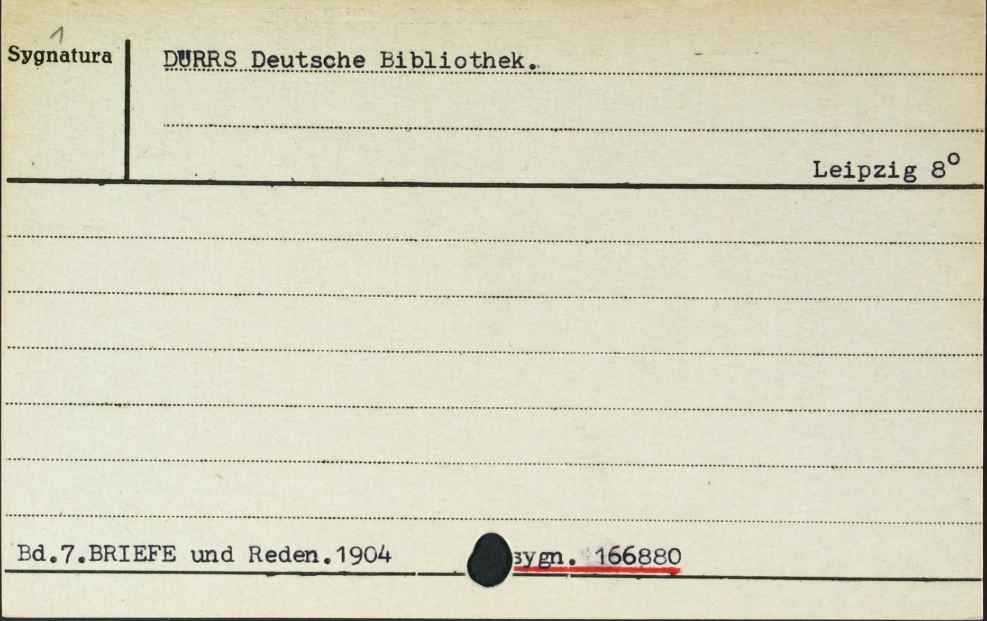 1
Sygnatura
DÜRRS Deutsche Bibliothek.
Leipzig 8°
Bd.7.BRIEFE und Reden.1904 sygn. 166880